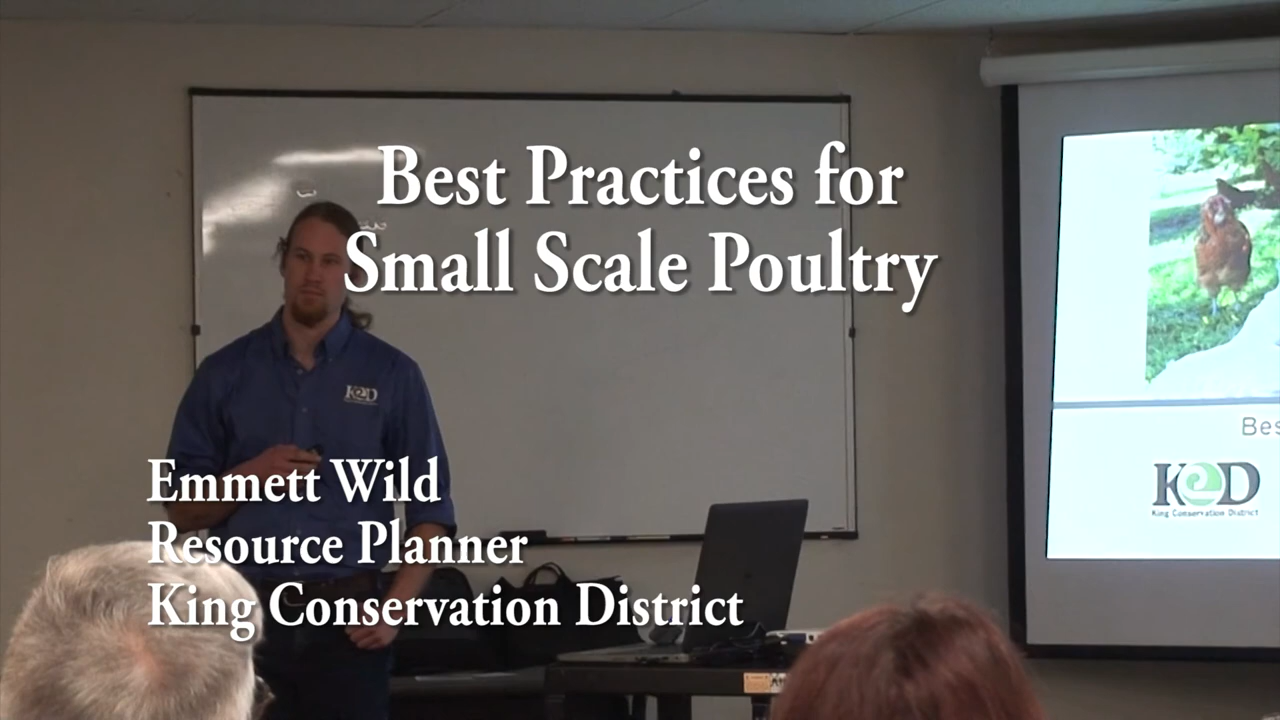 Best Practices for
Small Scale Poultry
KCD
Bes
KCD
King Conservation District
Emmett Wild
Resource Planner
King Conservation District